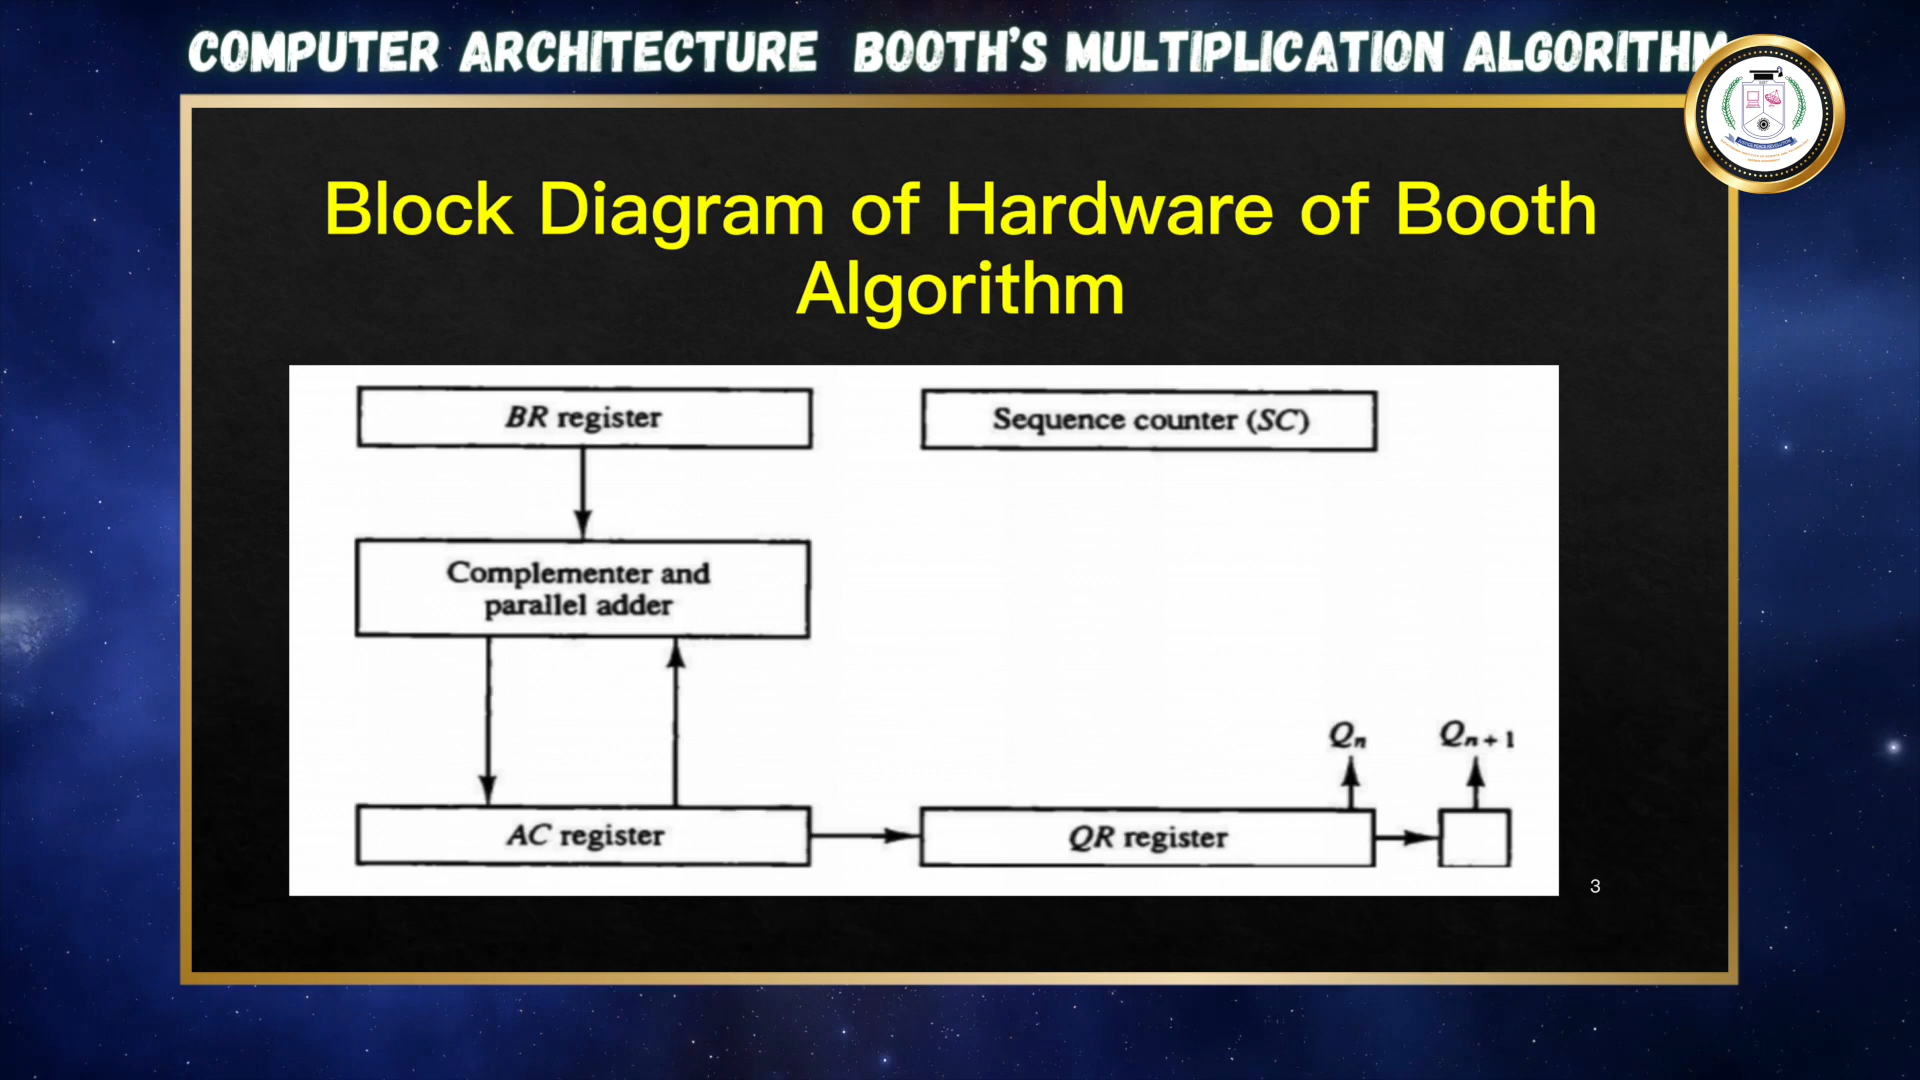 COMPUTER ARCHITECTURE BOOTH'S MULTIPLICATION ALGORITHM
Block Diagram of Hardware of Booth
Algorithm
BR register
Sequence counter (SC)
Complementer and
parallel adder
Qn
Qn + 1
AC register
QR register
3